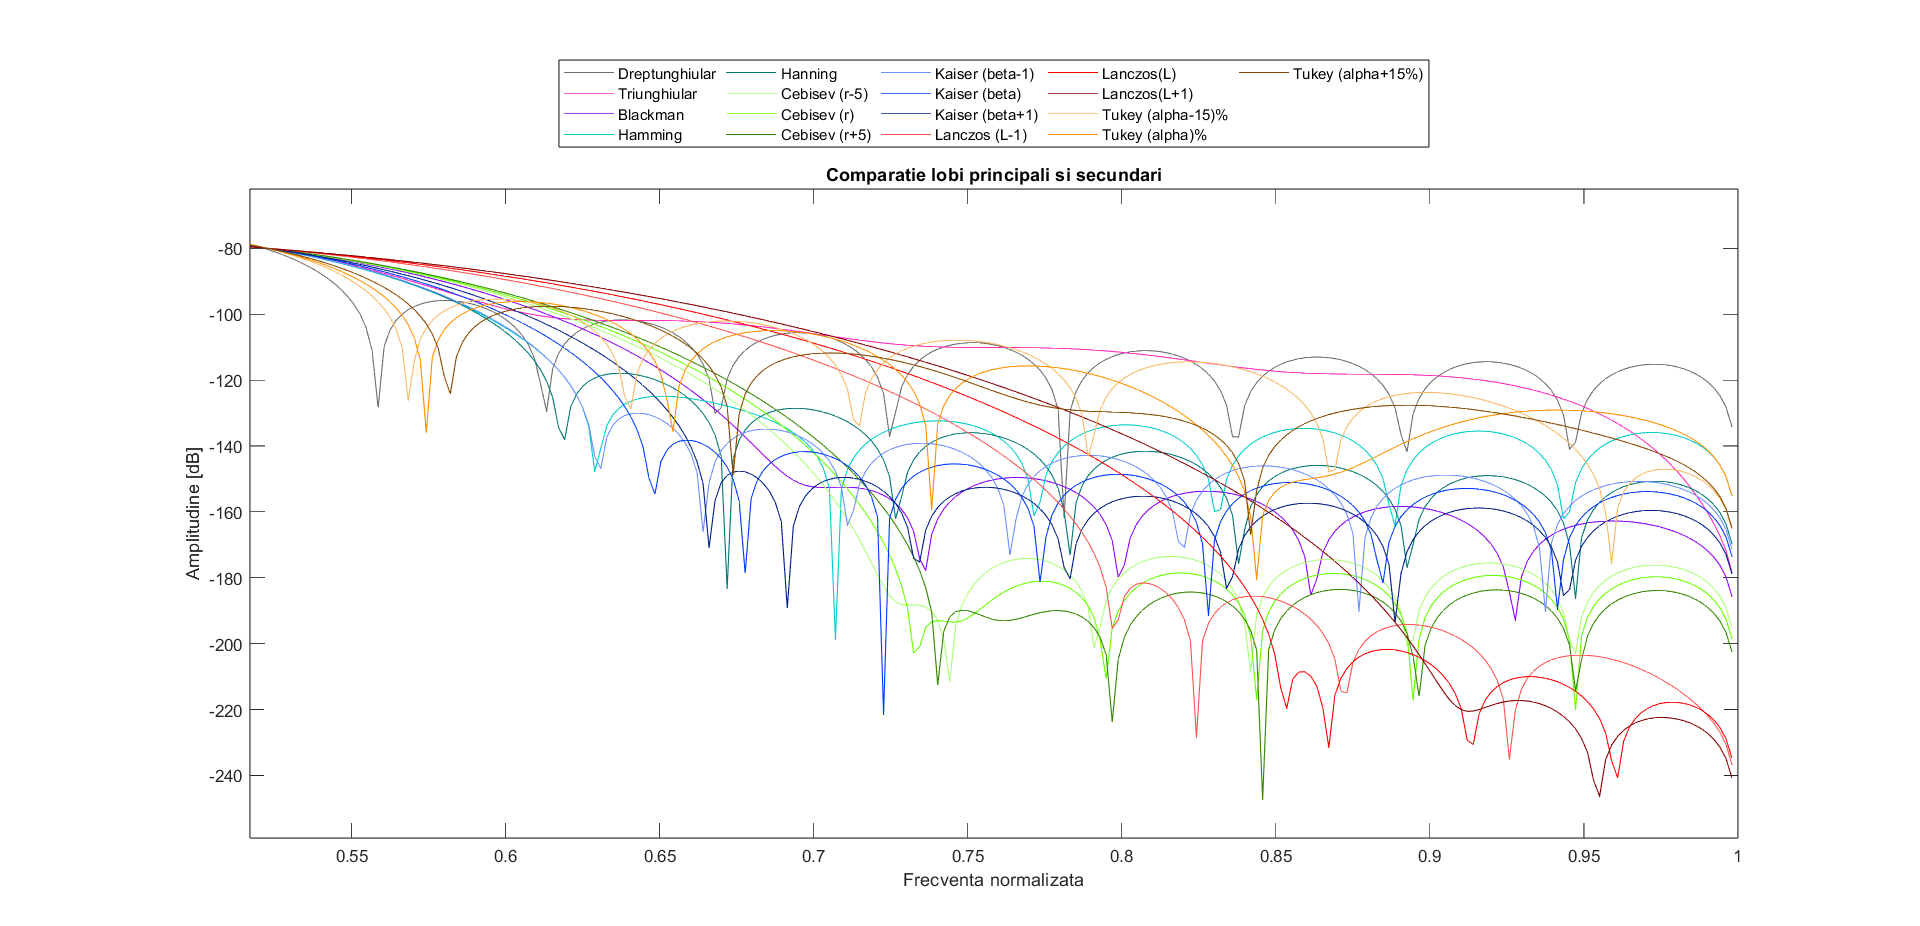 Dreptunghiular Hanning Kaiser (beta-1) Lanczos(L) Tukey (alpha+15%)
Triunghiular Cebisev (r-5) Kaiser (beta) Lanczos(L+1)
Blackman Cebisev (r) Kaiser (beta+1) Tukey (alpha-15)%
Hamming Cebisev (r+5) Lanczos (L-1) Tukey (alpha)%
Comparatie lobi principali si secundari
-80
-100
-120
-140
-160
-180
-200
-220
-240
Amplitudine [dB]
0.55 0.6 0.65 0.7 0.75 0.8 0.85 0.9 0.95 1
Frecventa normalizata